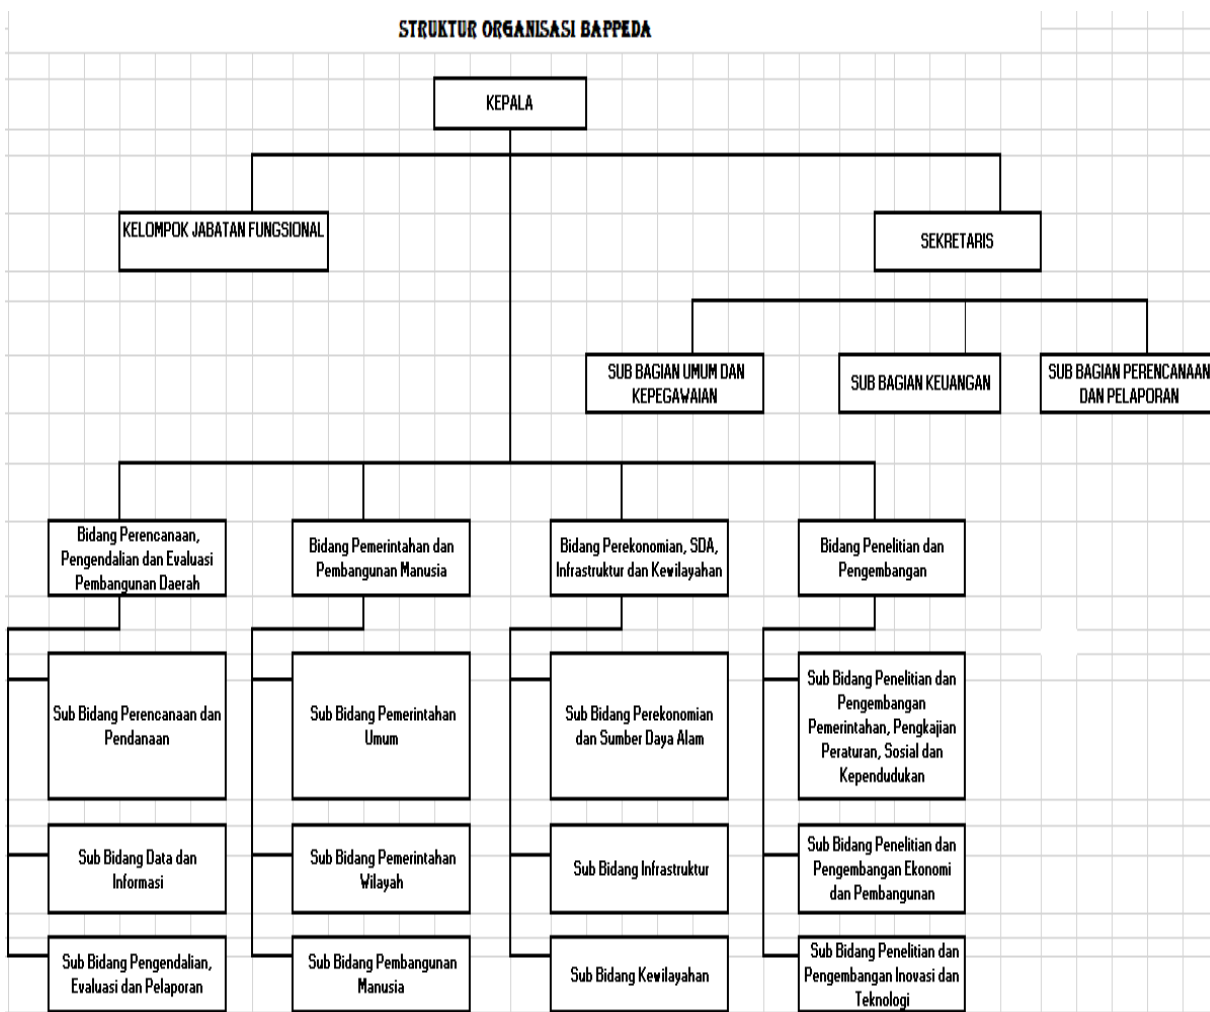 STRUKTUR ORGANISASI BAPPEDA
KEPALA
KELOMPOK JABATAN FUNGSIONAL
SEKRETARIS
SUB BAGIAN UMUM DAN
KEPEGAWAIAN
SUB BAGIAN KEUANGAN
SUB BAGIAN PERENCANAAN
DAN PELAPORAN
Bidang Perencanaan,
Pengendalian dan Evaluasi
Pembangunan Daerah
Bidang Pemerintahan dan
Pembangunan Manusia
Bidang Perekonomian, SDA,
Infrastruktur dan Kewilayahan
Bidang Penelitian dan
Pengembangan
Sub Bidang Perencanaan dan
Pendanaan
Sub Bidang Pemerintahan
Umum
Sub Bidang Perekonomian
dan Sumber Daya Alam
Sub Bidang Penelitian dan
Pengembangan
Pemerintahan, Pengkajian
Peraturan, Sosial dan
Kependudukan
Sub Bidang Data dan
Informasi
Sub Bidang Pemerintahan
Wilayah
Sub Bidang Infrastruktur
Sub Bidang Penelitian dan
Pengembangan Ekonomi
dan Pembangunan
Sub Bidang Pengendalian,
Evaluasi dan Pelaporan
Sub Bidang Pembangunan
Manusia
Sub Bidang Kewilayahan
Sub Bidang Penelitian dan
Pengembangan Inovasi dan
Teknologi